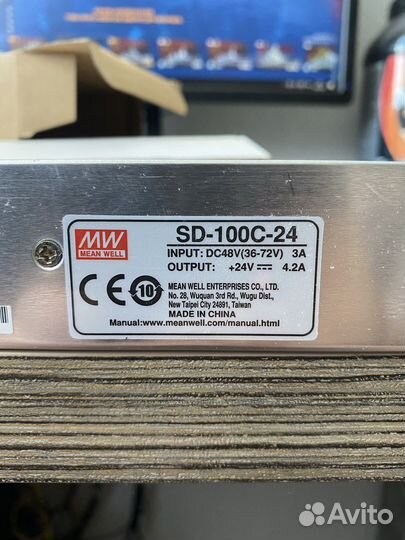 MW
MEAN WELL
SD-100C-24
INPUT: DC48V(36-72V) 3A
OUTPUT: +24V⎓ 4.2A
CE 10
MEAN WELL ENTERPRISES CO., LTD.
No. 28, Wuquan 3rd Rd., Wugu Dist.,
New Taipei City 24891, Taiwan
MADE IN CHINA
Manual:www.meanwell.com/manual.html
Avito